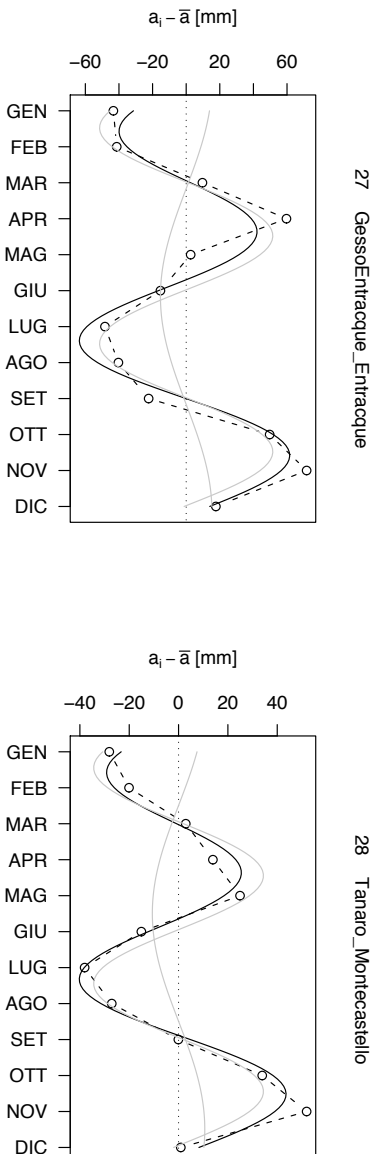 27 GessoEntracque_Entracque
aᵢ – a̅ [mm]
−60 −20 20 60
GEN
FEB
MAR
APR
MAG
GIU
LUG
AGO
SET
OTT
NOV
DIC
28 Tanaro_Montecastello
aᵢ – a̅ [mm]
−40 −20 0 20 40
GEN
FEB
MAR
APR
MAG
GIU
LUG
AGO
SET
OTT
NOV
DIC